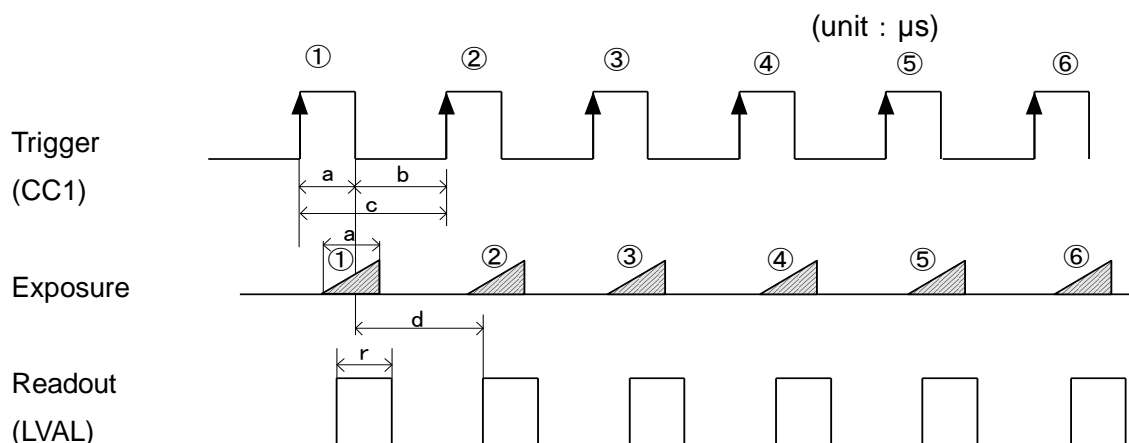 (unit : μs)
① ② ③ ④ ⑤ ⑥
Trigger
(CC1)
a b
c
a
① ② ③ ④ ⑤ ⑥
Exposure
d
r
Readout
(LVAL)